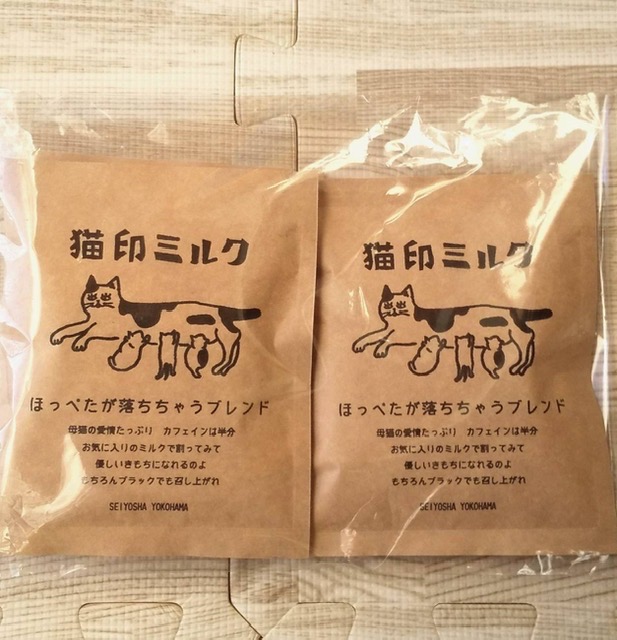 猫印ミルク
ほっぺたが落ちちゃうブレンド
母猫の愛情たっぷり カフェインは半分
お気に入りのミルクで割ってみて
優しいきもちになれるのよ
もちろんブラックでも召し上がれ
SEIYOSHA YOKOHAMA
猫印ミルク
ほっぺたが落ちちゃうブレンド
母猫の愛情たっぷり カフェインは半分
お気に入りのミルクで割ってみて
優しいきもちになれるのよ
もちろんブラックでも召し上がれ
SEIYOSHA YOKOHAMA